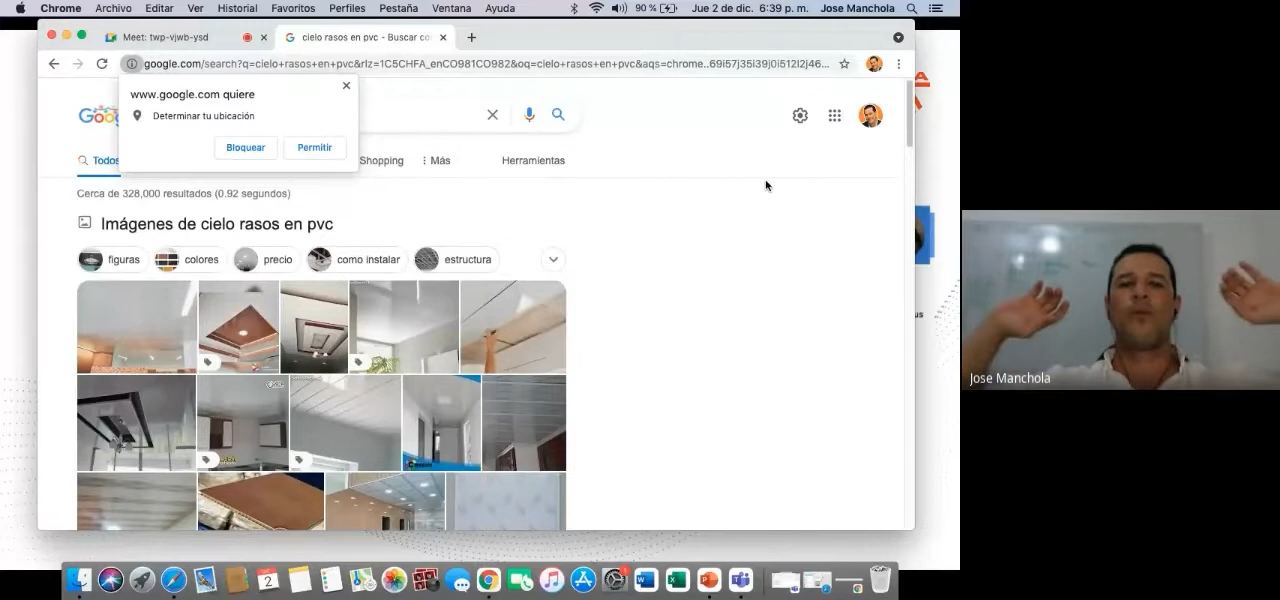 Chrome Archivo Editar Ver Historial Favoritos Perfiles Pestaña Ventana Ayuda 90 % Jue 2 de dic. 6:39 p. m. Jose Manchola
Meet: twp-vjwb-ysd
cielo rasos en pvc - Buscar co
google.com/search?q=cielo+rasos+en+pvc&rlz=1C5CHFA_enCO981CO982&oq=cielo+rasos+en+pvc&aqs=chrome..69i57j35i39j0i512l2j46...
www.google.com quiere
Determinar tu ubicación
Bloquear Permitir
Goo
Todos Shopping Más Herramientas
Cerca de 328,000 resultados (0.92 segundos)
Imágenes de cielo rasos en pvc
figuras colores precio como instalar estructura
us
Jose Manchola
2
1